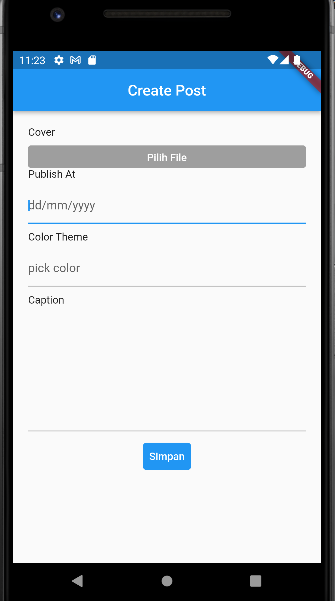 11:23
DEBUG
Create Post
Cover
Pilih File
Publish At
dd/mm/yyyy
Color Theme
pick color
Caption
Simpan